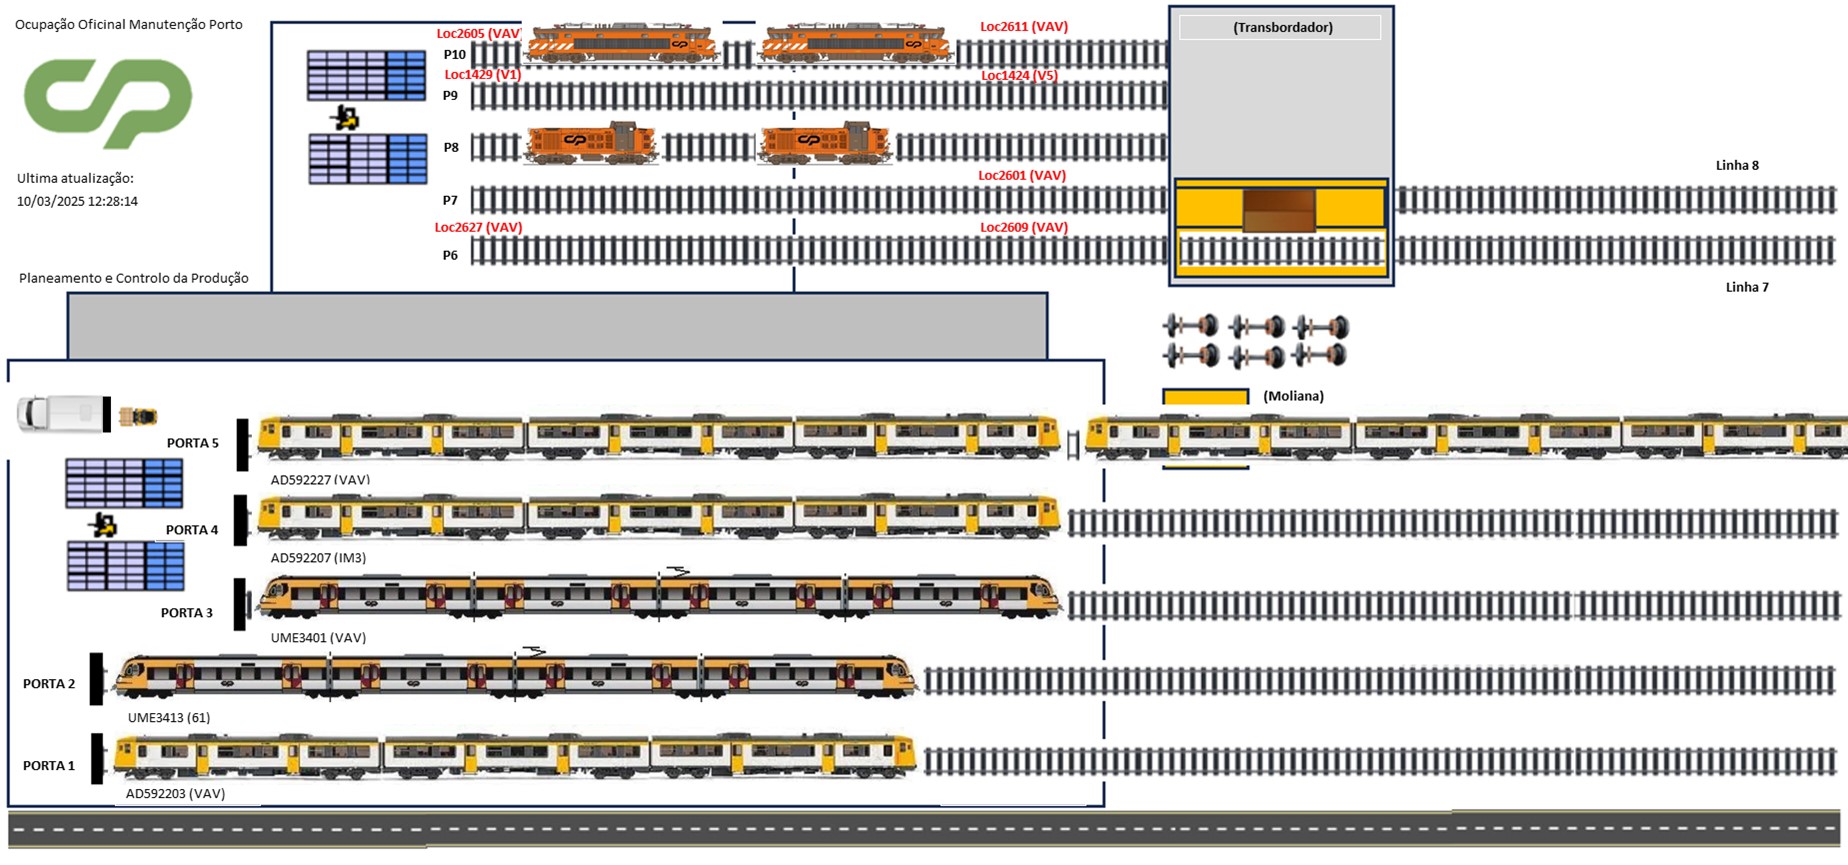 Ocupação Oficinal Manutenção Porto
CP
Ultima atualização:
10/03/2025 12:28:14
Planeamento e Controlo da Produção
Loc2605 (VAV)
Loc2611 (VAV)
P10
Loc1429 (V1)
Loc1424 (V5)
P9
P8
Loc2601 (VAV)
P7
Loc2627 (VAV)
Loc2609 (VAV)
P6
(Transbordador)
Linha 8
Linha 7
(Moliana)
PORTA 5
AD592227 (VAV)
PORTA 4
AD592207 (IM3)
PORTA 3
UME3401 (VAV)
PORTA 2
UME3413 (61)
PORTA 1
AD592203 (VAV)